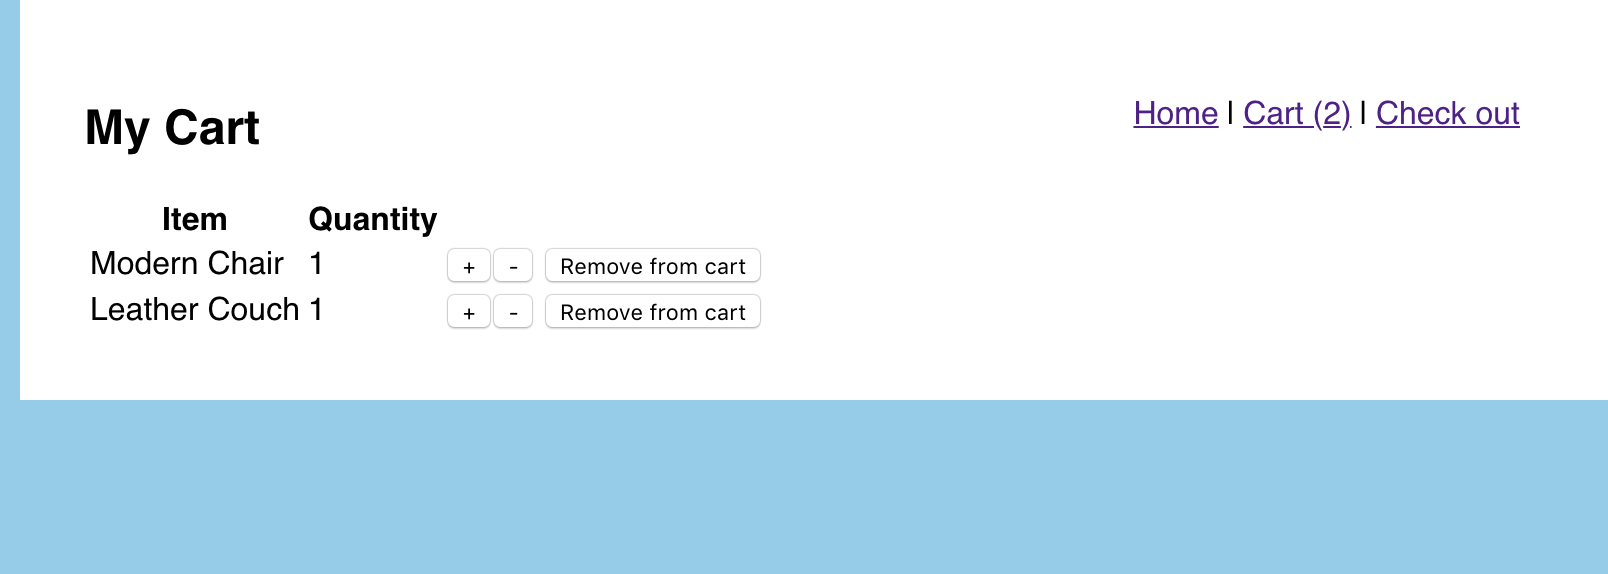 My Cart
Home | Cart (2) | Check out
Item Quantity
Modern Chair 1 + - Remove from cart
Leather Couch 1 + - Remove from cart